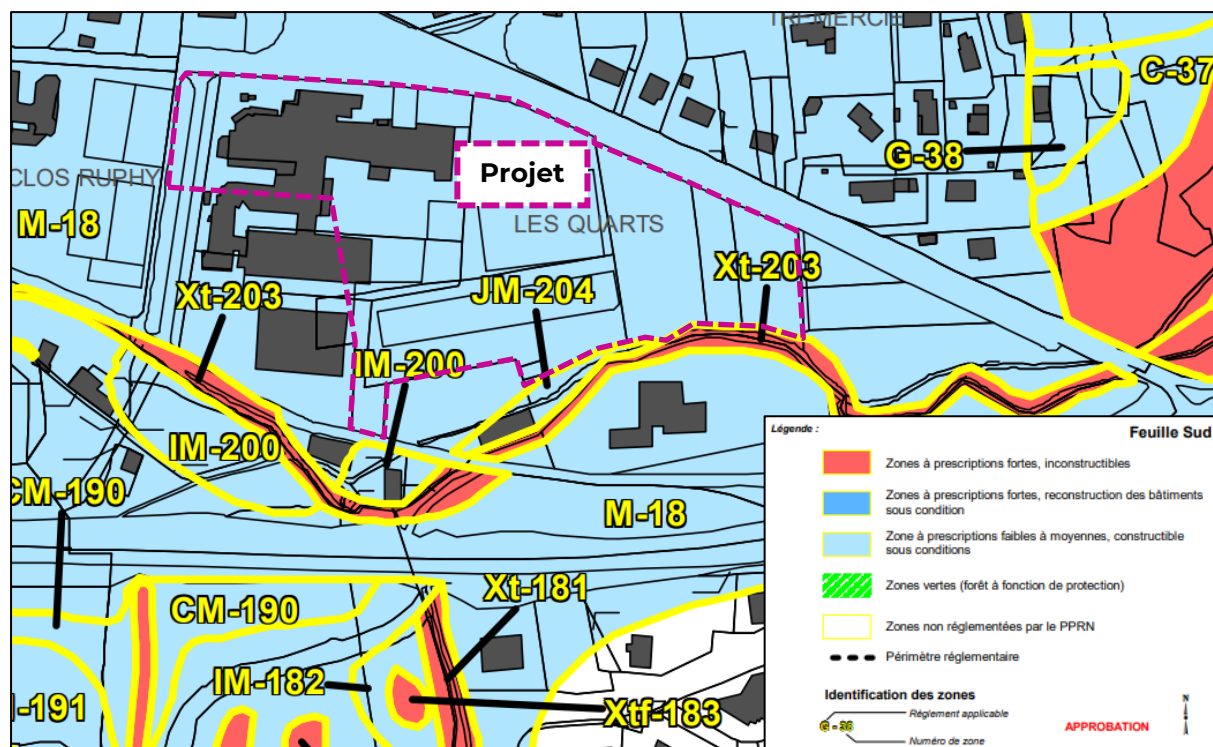 TREMERCIE
C-37
G-38
CLOS RUPHY
Projet
M-18
LES QUARTS
Xt-203
Xt-203
JM-204
IM-200
IM-200
CM-190
M-18
Xt-181
CM-190
IM-182
-191
Xtf-183
Légende :
Feuille Sud
Zones à prescriptions fortes, inconstructibles
Zones à prescriptions fortes, reconstruction des bâtiments
sous condition
Zone à prescriptions faibles à moyennes, constructible
sous conditions
Zones vertes (forêt à fonction de protection)
Zones non réglementées par le PPRN
Périmètre réglementaire
Identification des zones
Réglement applicable
G - 38
Numéro de zone
APPROBATION
N